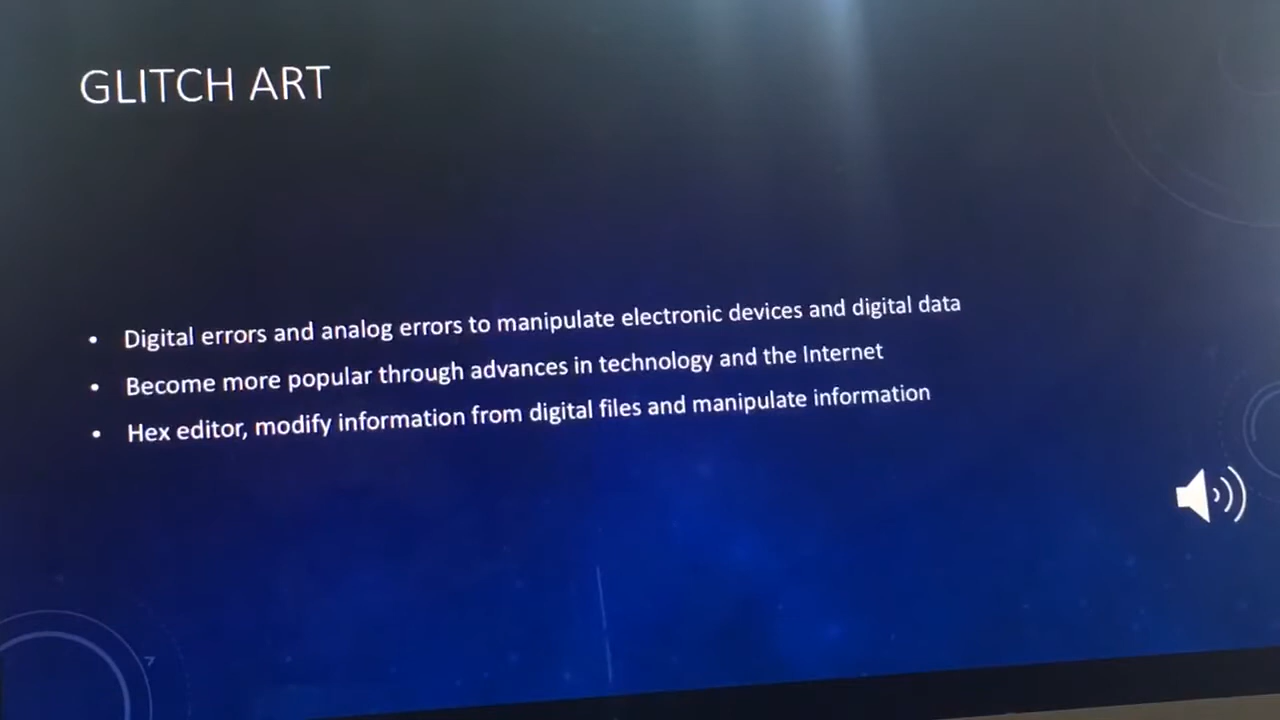 GLITCH ART
• Digital errors and analog errors to manipulate electronic devices and digital data
• Become more popular through advances in technology and the Internet
• Hex editor, modify information from digital files and manipulate information